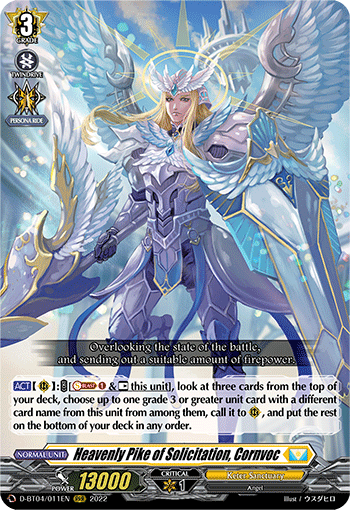 3
GRADE
TWINDRIVE
PERSONA RIDE
Overlooking the state of the battle,
and sending out a suitable amount of firepower.
ACT【 】: [ BLAST 1 & this unit], look at three cards from the top of
your deck, choose up to one grade 3 or greater unit card with a different
card name from this unit from among them, call it to , and put the rest
on the bottom of your deck in any order.
NORMAL UNIT
Heavenly Pike of Solicitation, Cornvoc
POWER 13000
CRITICAL
1
Keter Sanctuary
Angel
D-BT04/011EN RRR 2022
Illust / ウスダヒロ